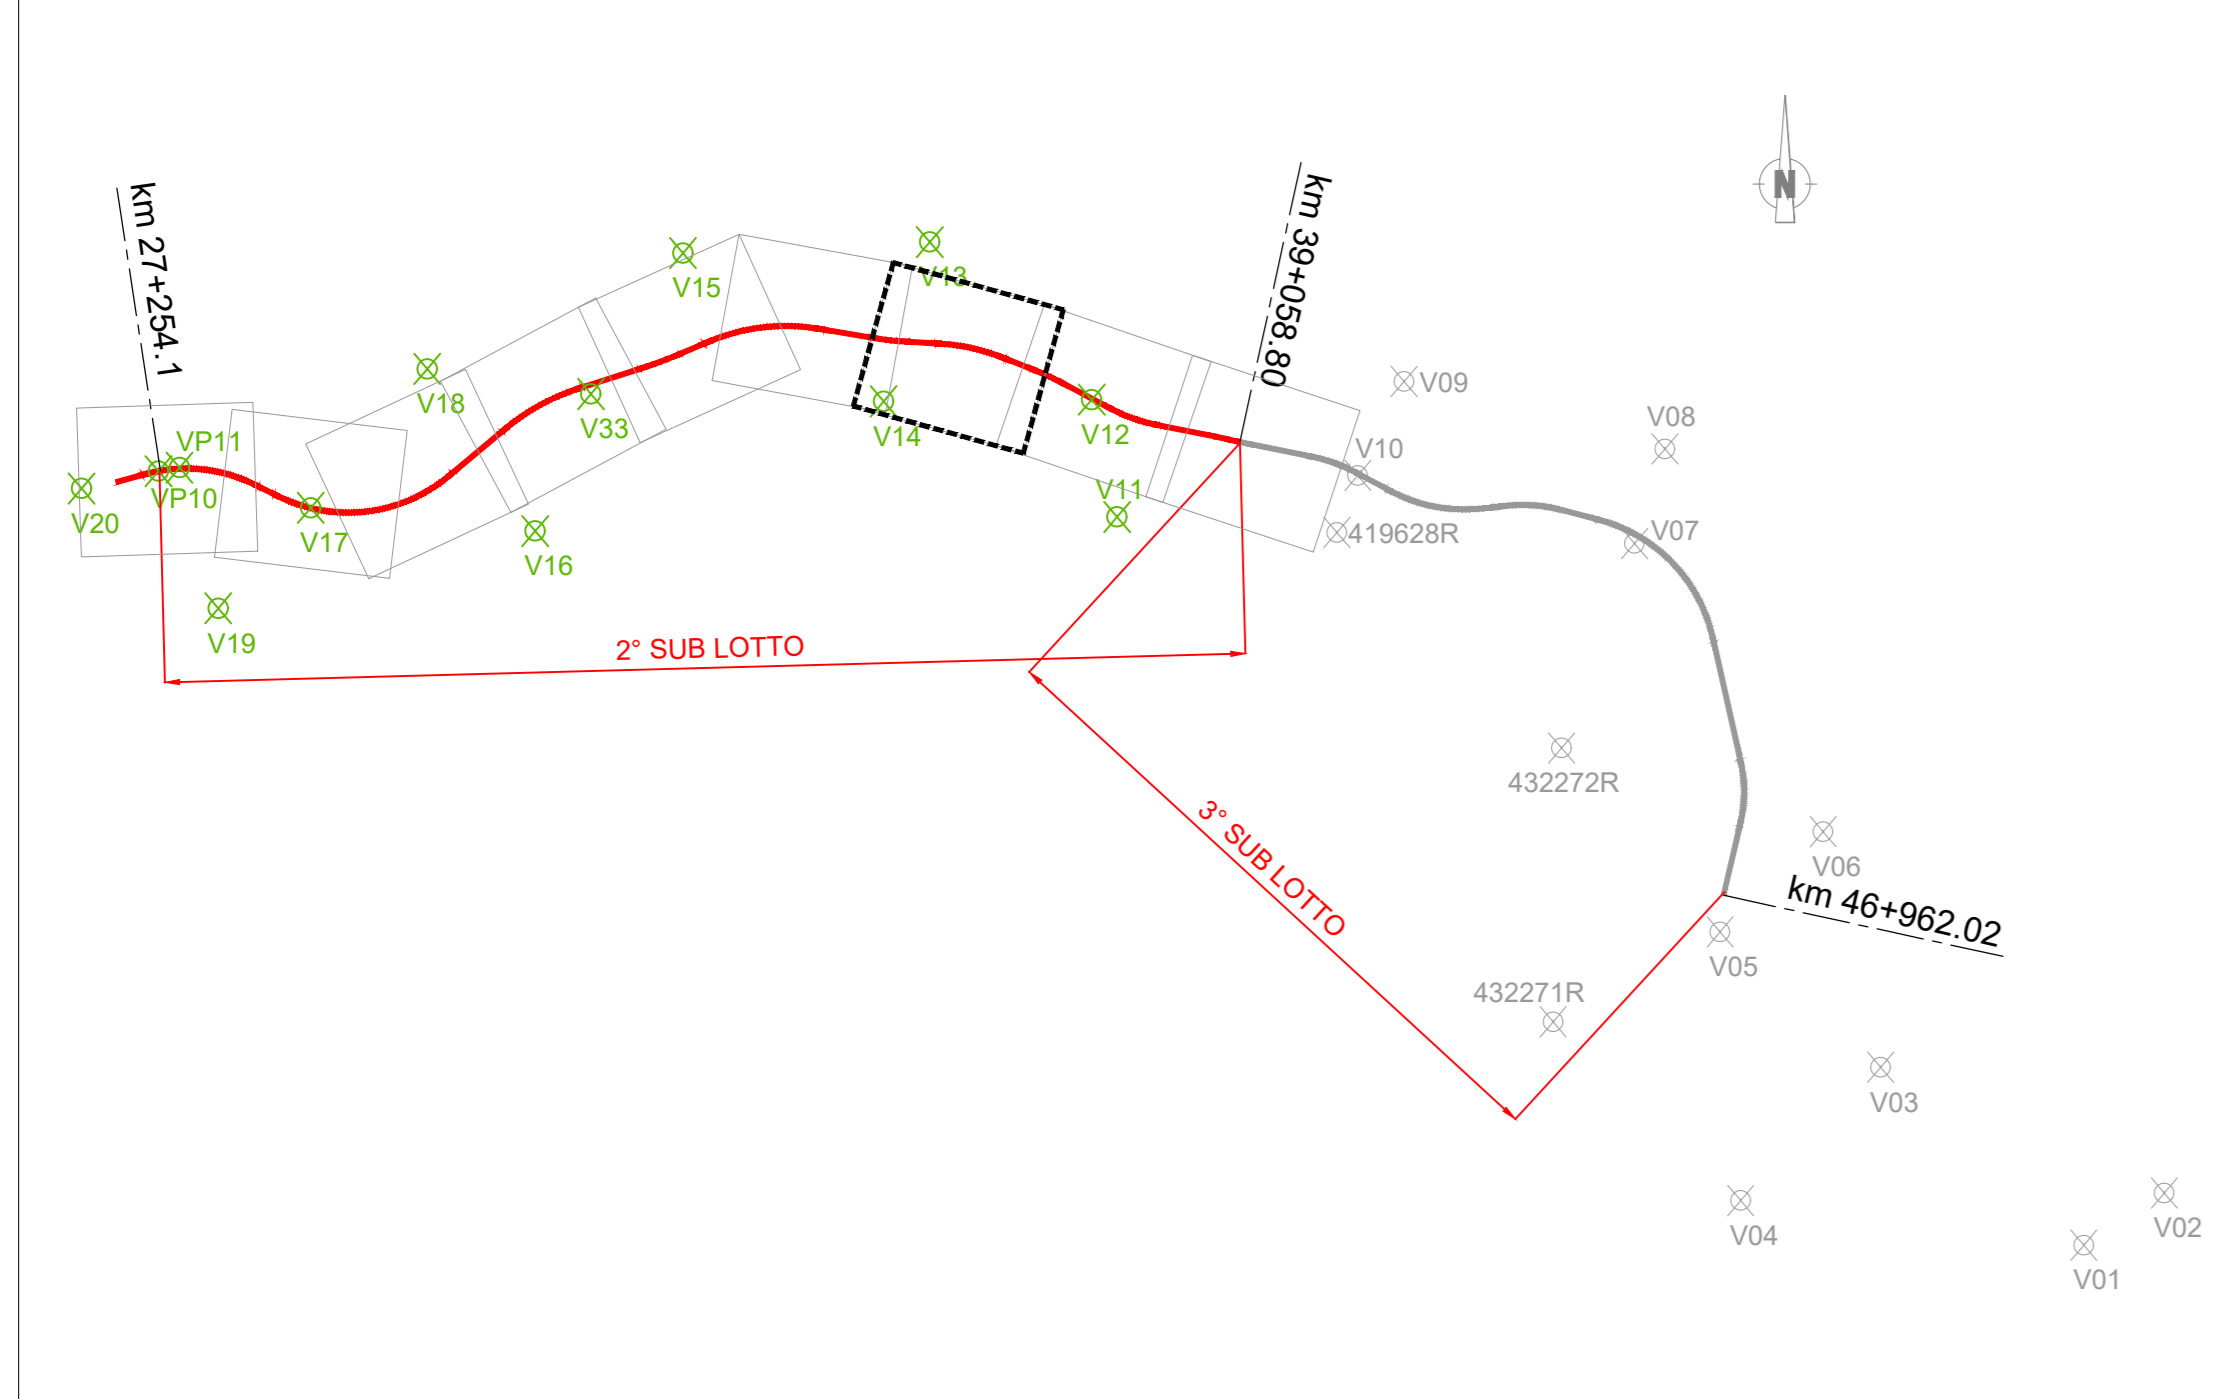 km 27+254.1
km 39+058.80
N
V13
V15
V09
V18
V08
V33
V14
V12
VP11
V10
VP10
V11
V20
V17
419628R
V07
V16
V19
2° SUB LOTTO
432272R
3° SUB LOTTO
V06
km 46+962.02
V05
432271R
V03
V04
V02
V01